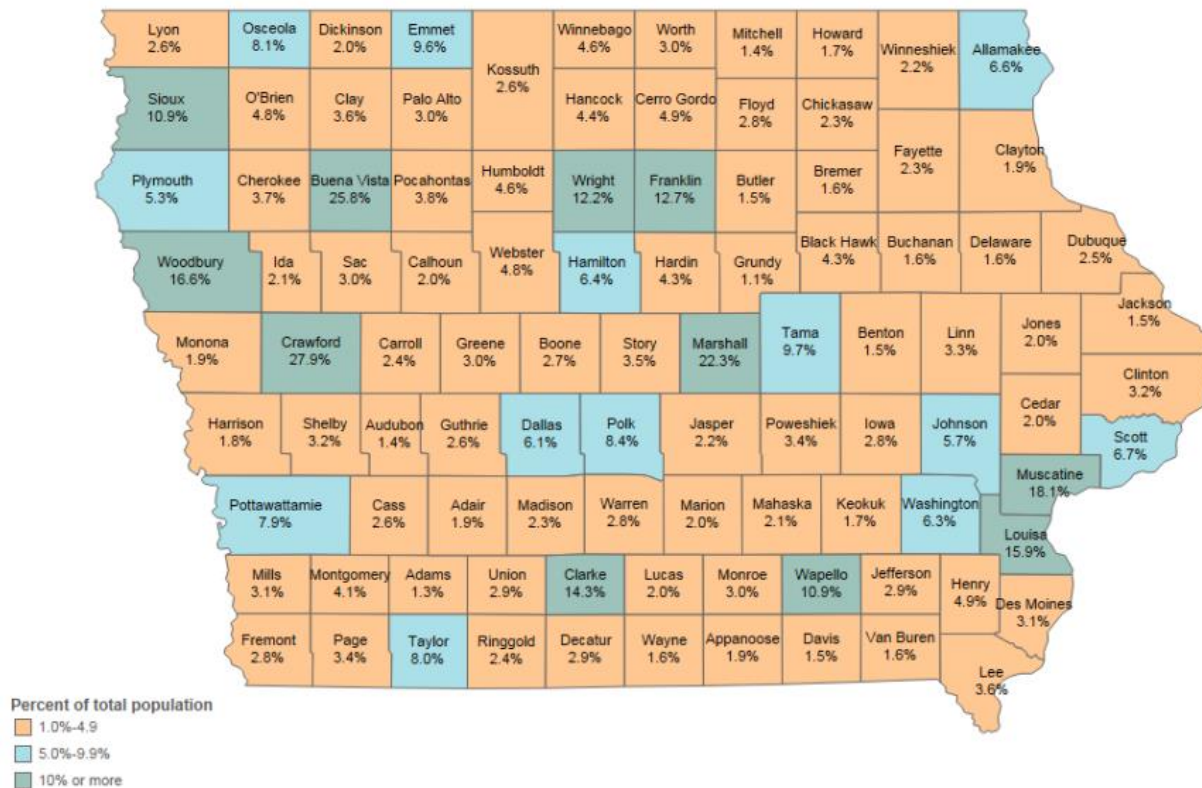 Lyon
2.6%
Osceola
8.1%
Dickinson
2.0%
Emmet
9.6%
Kossuth
2.6%
Winnebago
4.6%
Worth
3.0%
Mitchell
1.4%
Howard
1.7%
Winneshiek
2.2%
Allamakee
6.6%
Sioux
10.9%
O'Brien
4.8%
Clay
3.6%
Palo Alto
3.0%
Hancock
4.4%
Cerro Gordo
4.9%
Floyd
2.8%
Chickasaw
2.3%
Fayette
2.3%
Clayton
1.9%
Plymouth
5.3%
Cherokee
3.7%
Buena Vista
25.8%
Pocahontas
3.8%
Humboldt
4.6%
Wright
12.2%
Franklin
12.7%
Butler
1.5%
Bremer
1.6%
Woodbury
16.6%
Ida
2.1%
Sac
3.0%
Calhoun
2.0%
Webster
4.8%
Hamilton
6.4%
Hardin
4.3%
Grundy
1.1%
Black Hawk
4.3%
Buchanan
1.6%
Delaware
1.6%
Dubuque
2.5%
Monona
1.9%
Crawford
27.9%
Carroll
2.4%
Greene
3.0%
Boone
2.7%
Story
3.5%
Marshall
22.3%
Tama
9.7%
Benton
1.5%
Linn
3.3%
Jones
2.0%
Jackson
1.5%
Clinton
3.2%
Harrison
1.8%
Shelby
3.2%
Audubon
1.4%
Guthrie
2.6%
Dallas
6.1%
Polk
8.4%
Jasper
2.2%
Poweshiek
3.4%
Iowa
2.8%
Johnson
5.7%
Cedar
2.0%
Scott
6.7%
Muscatine
18.1%
Pottawattamie
7.9%
Cass
2.6%
Adair
1.9%
Madison
2.3%
Warren
2.8%
Marion
2.0%
Mahaska
2.1%
Keokuk
1.7%
Washington
6.3%
Louisa
15.9%
Mills
3.1%
Montgomery
4.1%
Adams
1.3%
Union
2.9%
Clarke
14.3%
Lucas
2.0%
Monroe
3.0%
Wapello
10.9%
Jefferson
2.9%
Henry
4.9%
Des Moines
3.1%
Fremont
2.8%
Page
3.4%
Taylor
8.0%
Ringgold
2.4%
Decatur
2.9%
Wayne
1.6%
Appanoose
1.9%
Davis
1.5%
Van Buren
1.6%
Lee
3.6%
Percent of total population
1.0%-4.9
5.0%-9.9%
10% or more